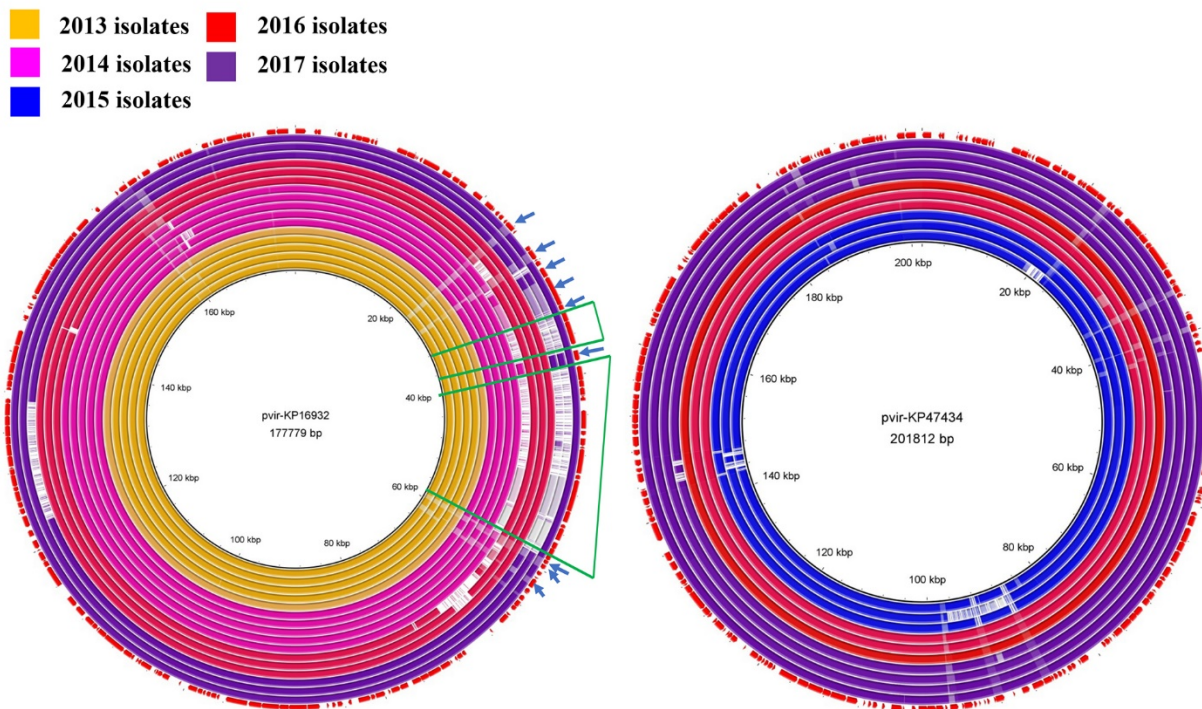 2013 isolates
2016 isolates
2014 isolates
2017 isolates
2015 isolates
160 kbp
20 kbp
140 kbp
40 kbp
pvir-KP16932
177779 bp
120 kbp
60 kbp
100 kbp
80 kbp
200 kbp
180 kbp
20 kbp
160 kbp
40 kbp
pvir-KP47434
201812 bp
140 kbp
60 kbp
120 kbp
80 kbp
100 kbp